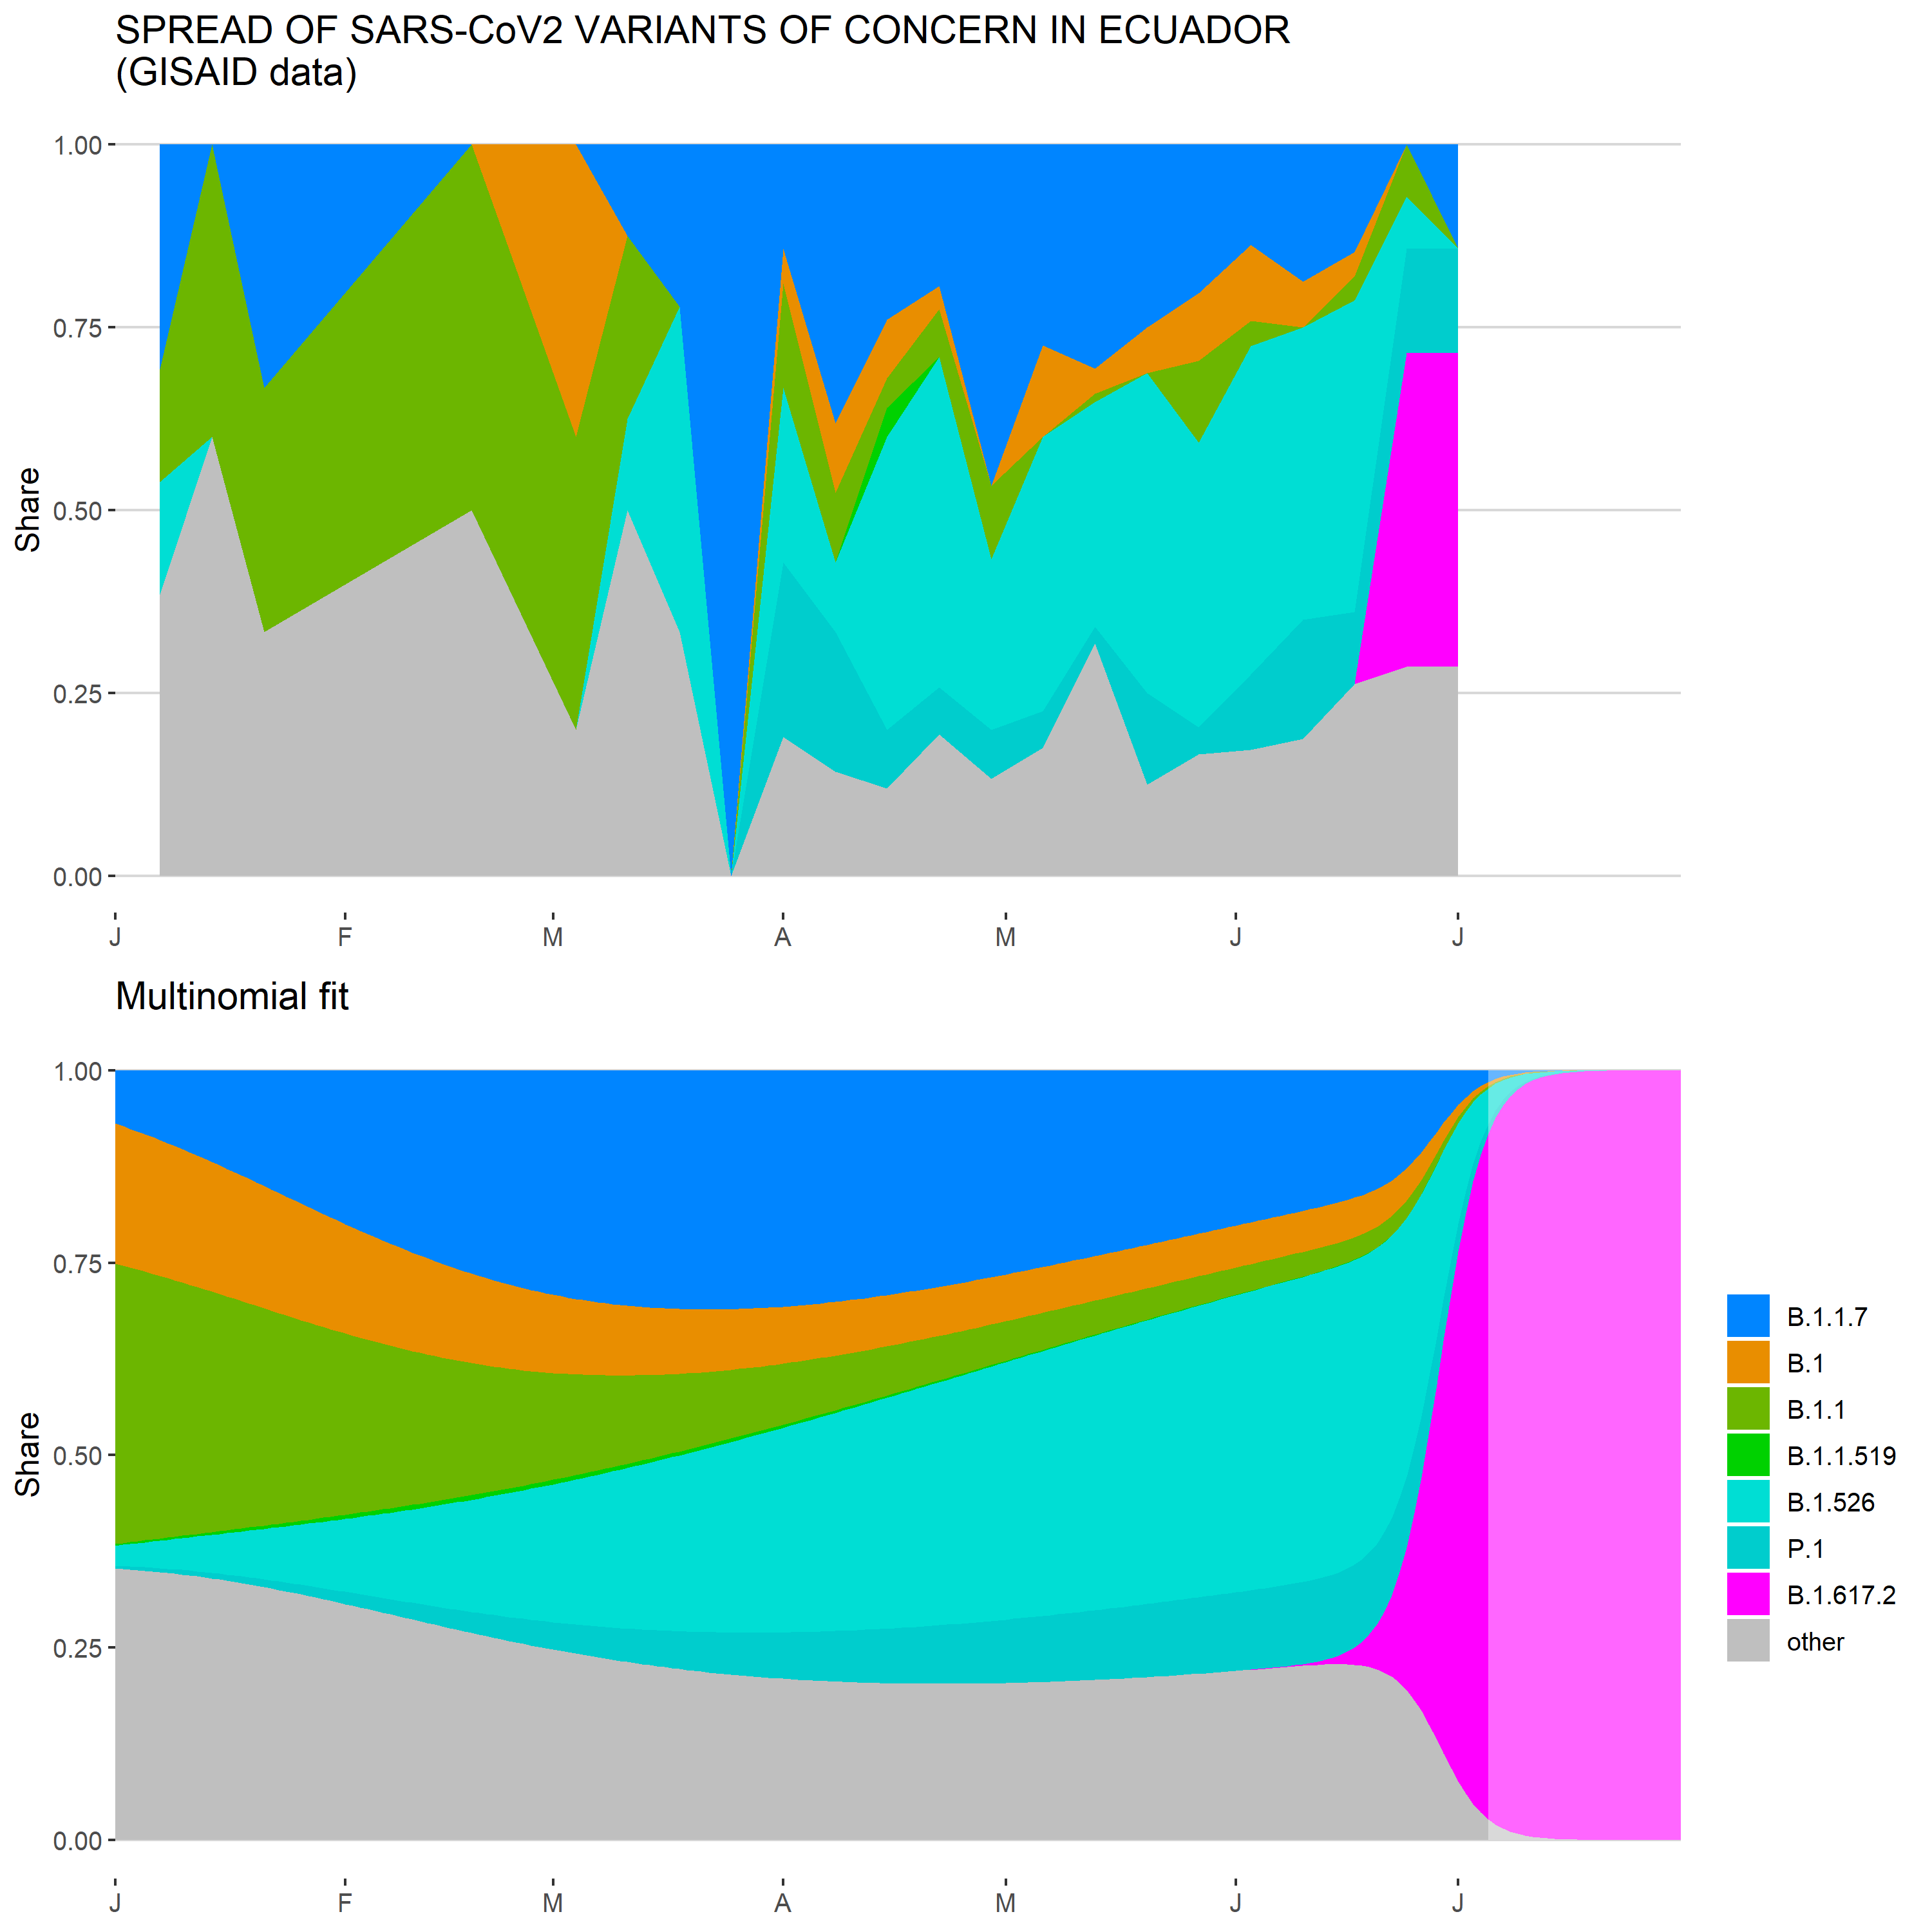 SPREAD OF SARS-CoV2 VARIANTS OF CONCERN IN ECUADOR
(GISAID data)
1.00
0.75
0.50
0.25
0.00
Share
J F M A M J J
Multinomial fit
1.00
0.75
0.50
0.25
0.00
Share
J F M A M J J
B.1.1.7
B.1
B.1.1
B.1.1.519
B.1.526
P.1
B.1.617.2
other